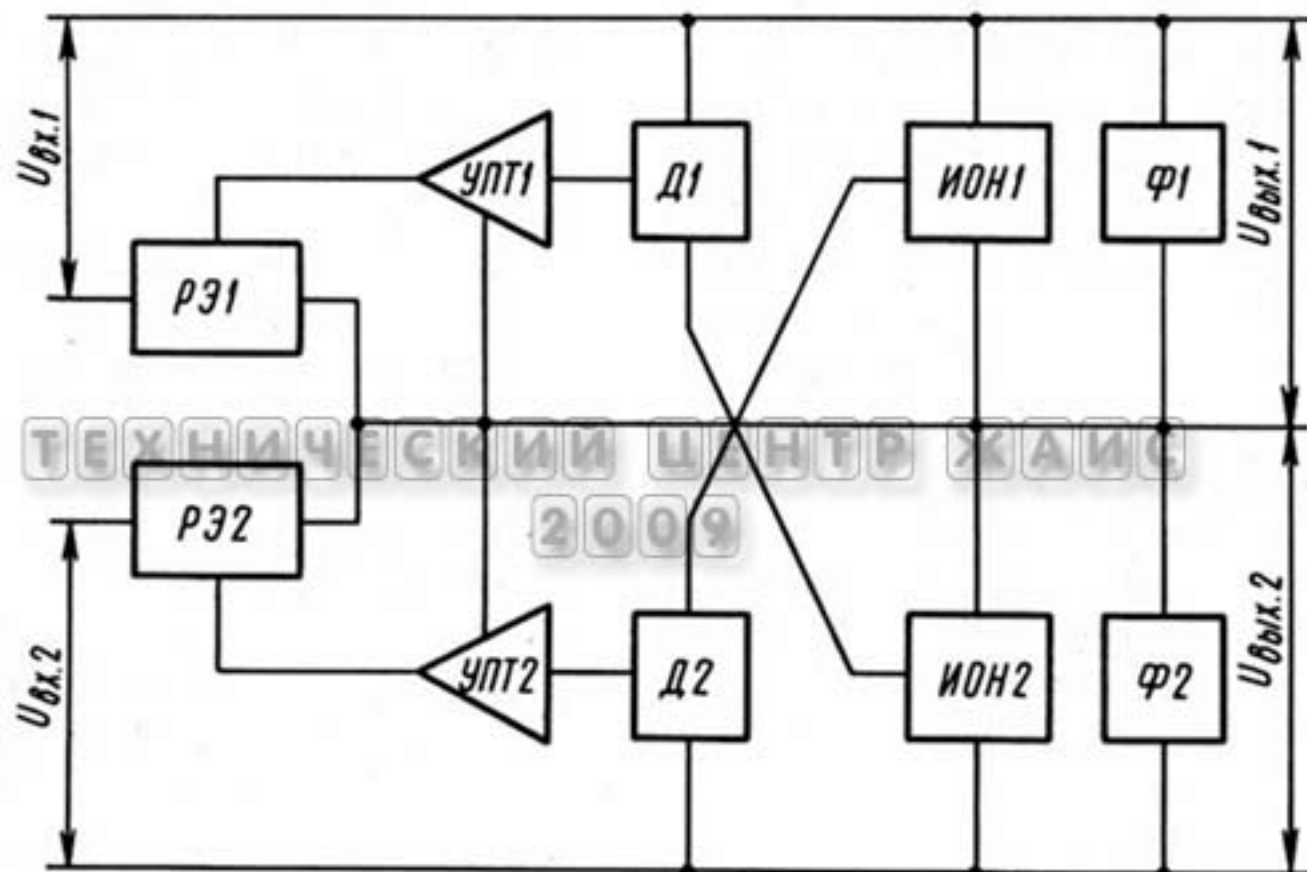 Uвх.1
УПТ1
Д1
ИОН1
Ф1
Uвых.1
РЭ1
ТЕХНИЧЕСКИЙ ЦЕНТР ЖАИС
2009
РЭ2
Uвх.2
УПТ2
Д2
ИОН2
Ф2
Uвых.2